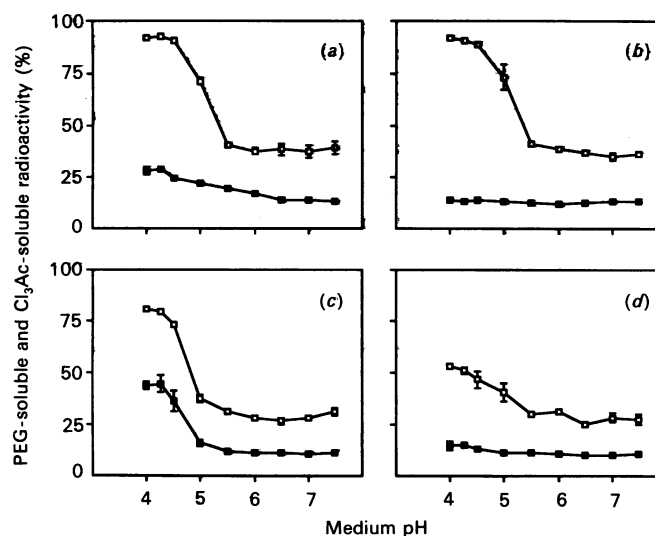 PEG-soluble and Cl₃Ac-soluble radioactivity (%)
100
75
50
25
0
(a)
(b)
100
75
50
25
0
(c)
(d)
4 5 6 7
4 5 6 7
Medium pH